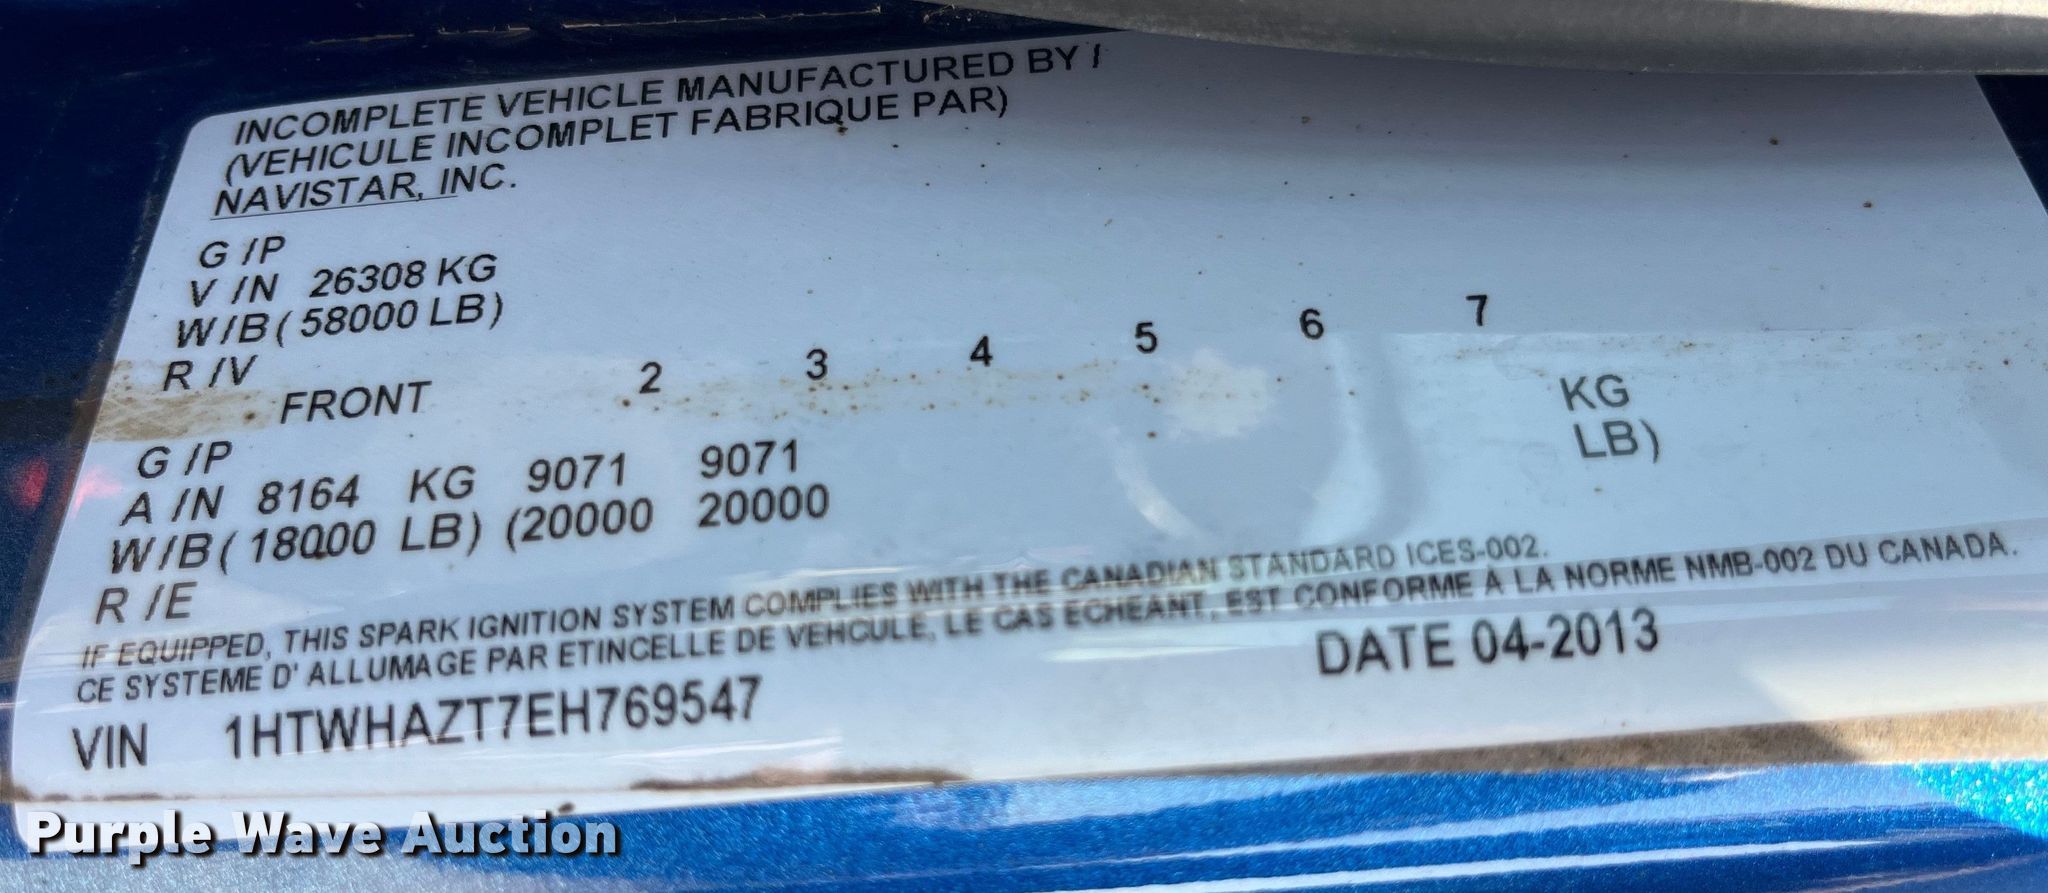 INCOMPLETE VEHICLE MANUFACTURED BY /
(VEHICULE INCOMPLET FABRIQUE PAR)
NAVISTAR, INC.
G /P
V /N 26308 KG
W/B ( 58000 LB )
R /V
FRONT 2 3 4 5 6 7
G /P
A /N 8164 KG 9071 9071 KG
W/B ( 18000 LB ) (20000 20000 LB )
R /E
IF EQUIPPED, THIS SPARK IGNITION SYSTEM COMPLIES WITH THE CANADIAN STANDARD ICES-002.
CE SYSTEME D' ALLUMAGE PAR ETINCELLE DE VEHCULE, LE CAS ECHEANT, EST CONFORME À LA NORME NMB-002 DU CANADA.
DATE 04-2013
VIN 1HTWHAZT7EH769547
Purple Wave Auction